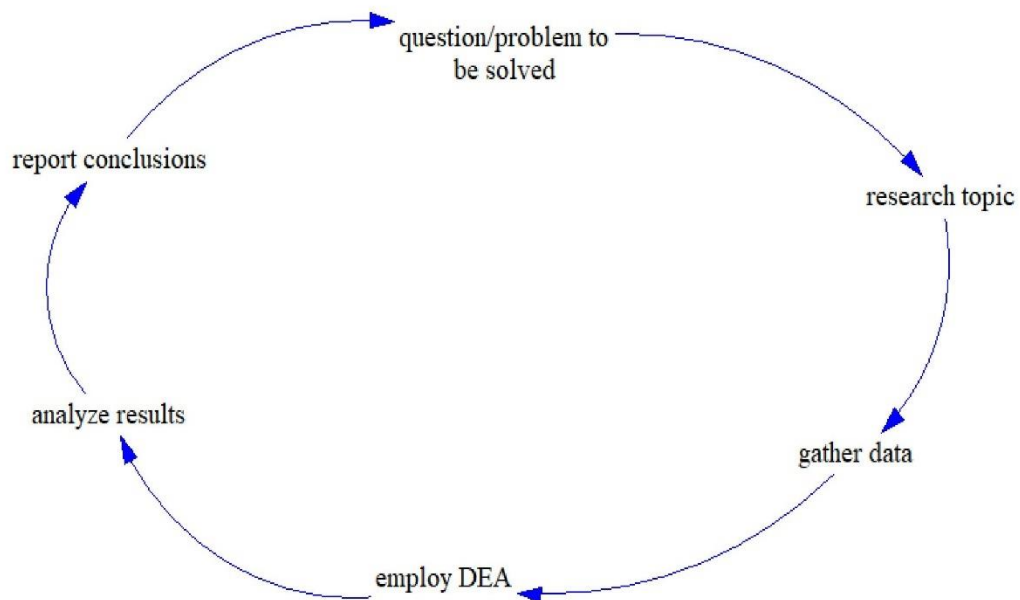 question/problem to
be solved
research topic
gather data
employ DEA
analyze results
report conclusions